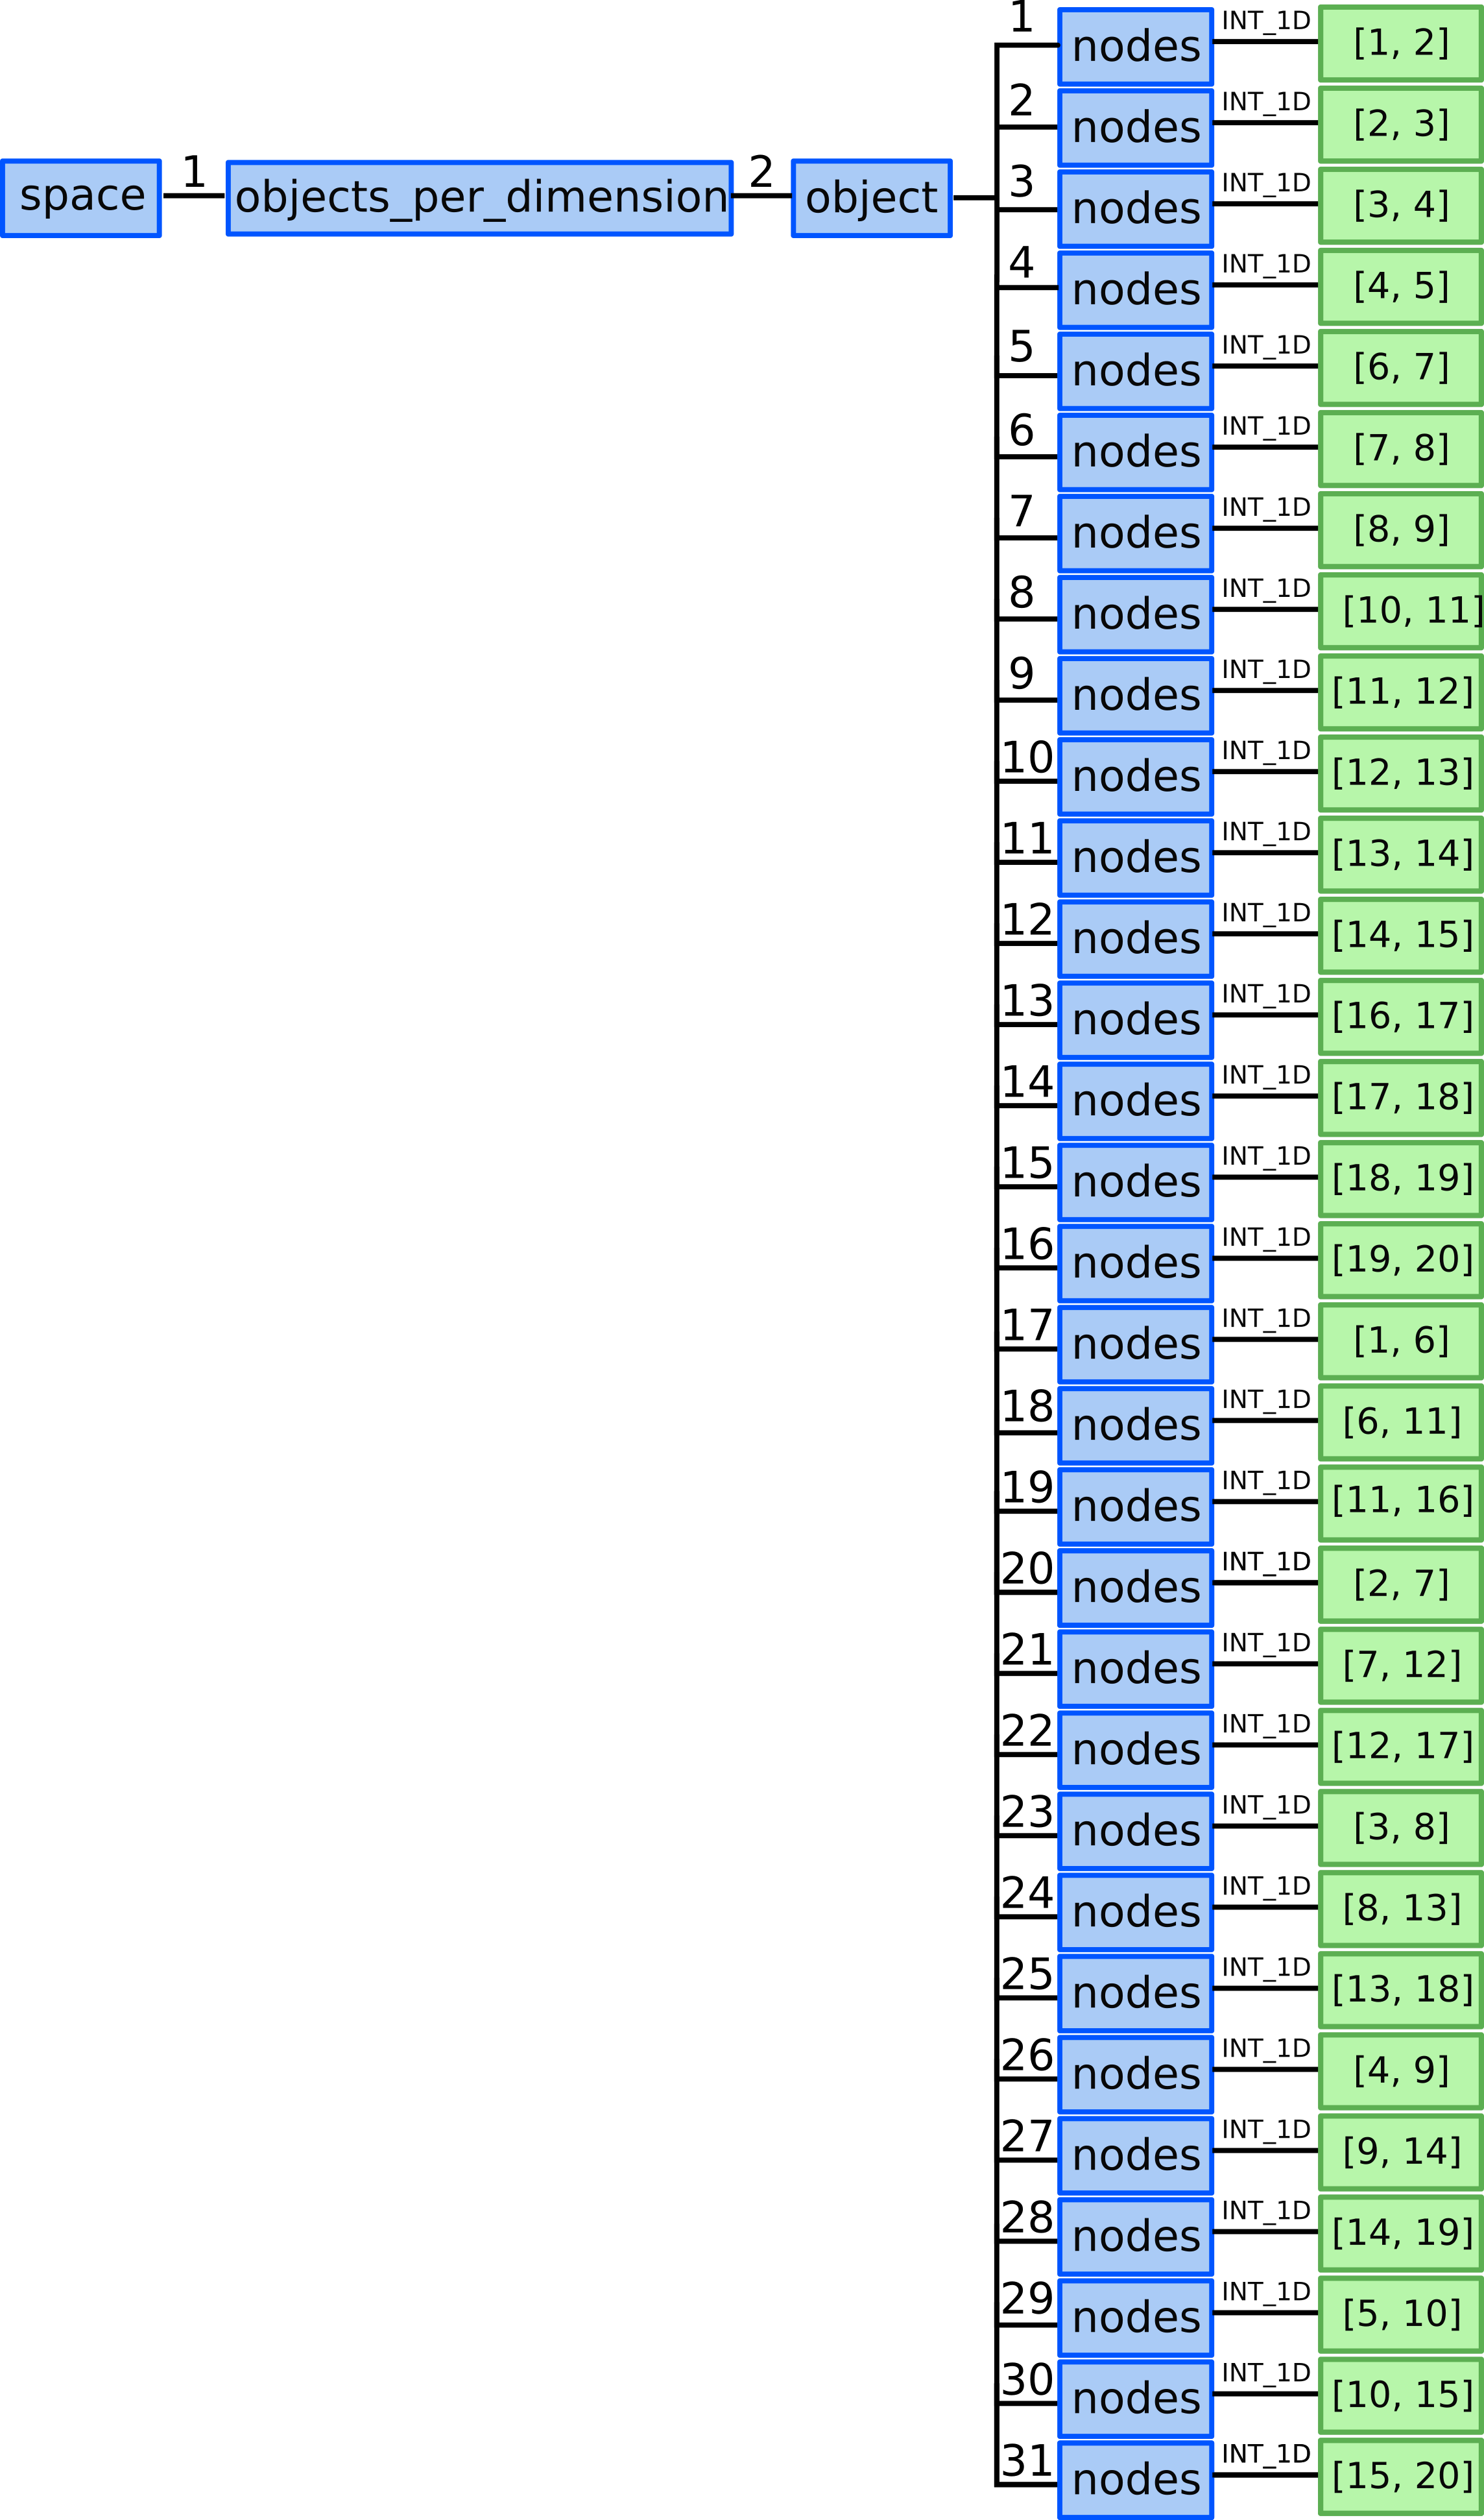 1 nodes INT_1D [1, 2]
2 nodes INT_1D [2, 3]
space 1 objects_per_dimension 2 object
3 nodes INT_1D [3, 4]
4 nodes INT_1D [4, 5]
5 nodes INT_1D [6, 7]
6 nodes INT_1D [7, 8]
7 nodes INT_1D [8, 9]
8 nodes INT_1D [10, 11]
9 nodes INT_1D [11, 12]
10 nodes INT_1D [12, 13]
11 nodes INT_1D [13, 14]
12 nodes INT_1D [14, 15]
13 nodes INT_1D [16, 17]
14 nodes INT_1D [17, 18]
15 nodes INT_1D [18, 19]
16 nodes INT_1D [19, 20]
17 nodes INT_1D [1, 6]
18 nodes INT_1D [6, 11]
19 nodes INT_1D [11, 16]
20 nodes INT_1D [2, 7]
21 nodes INT_1D [7, 12]
22 nodes INT_1D [12, 17]
23 nodes INT_1D [3, 8]
24 nodes INT_1D [8, 13]
25 nodes INT_1D [13, 18]
26 nodes INT_1D [4, 9]
27 nodes INT_1D [9, 14]
28 nodes INT_1D [14, 19]
29 nodes INT_1D [5, 10]
30 nodes INT_1D [10, 15]
31 nodes INT_1D [15, 20]